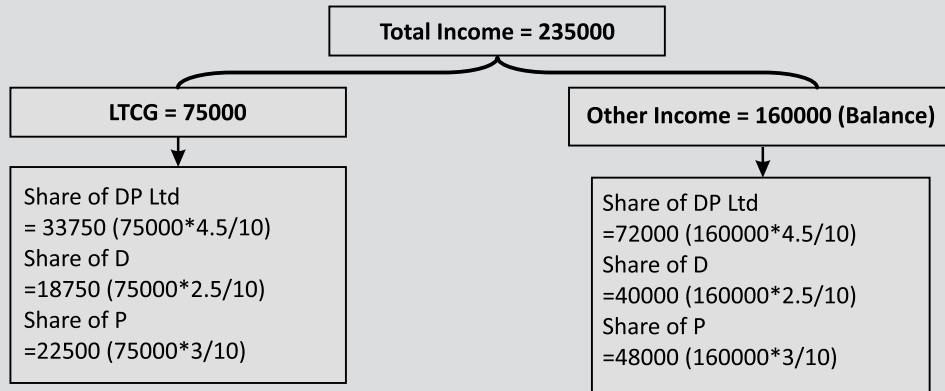 Total Income = 235000
LTCG = 75000
Other Income = 160000 (Balance)
Share of DP Ltd
= 33750 (75000*4.5/10)
Share of D
=18750 (75000*2.5/10)
Share of P
=22500 (75000*3/10)
Share of DP Ltd
=72000 (160000*4.5/10)
Share of D
=40000 (160000*2.5/10)
Share of P
=48000 (160000*3/10)